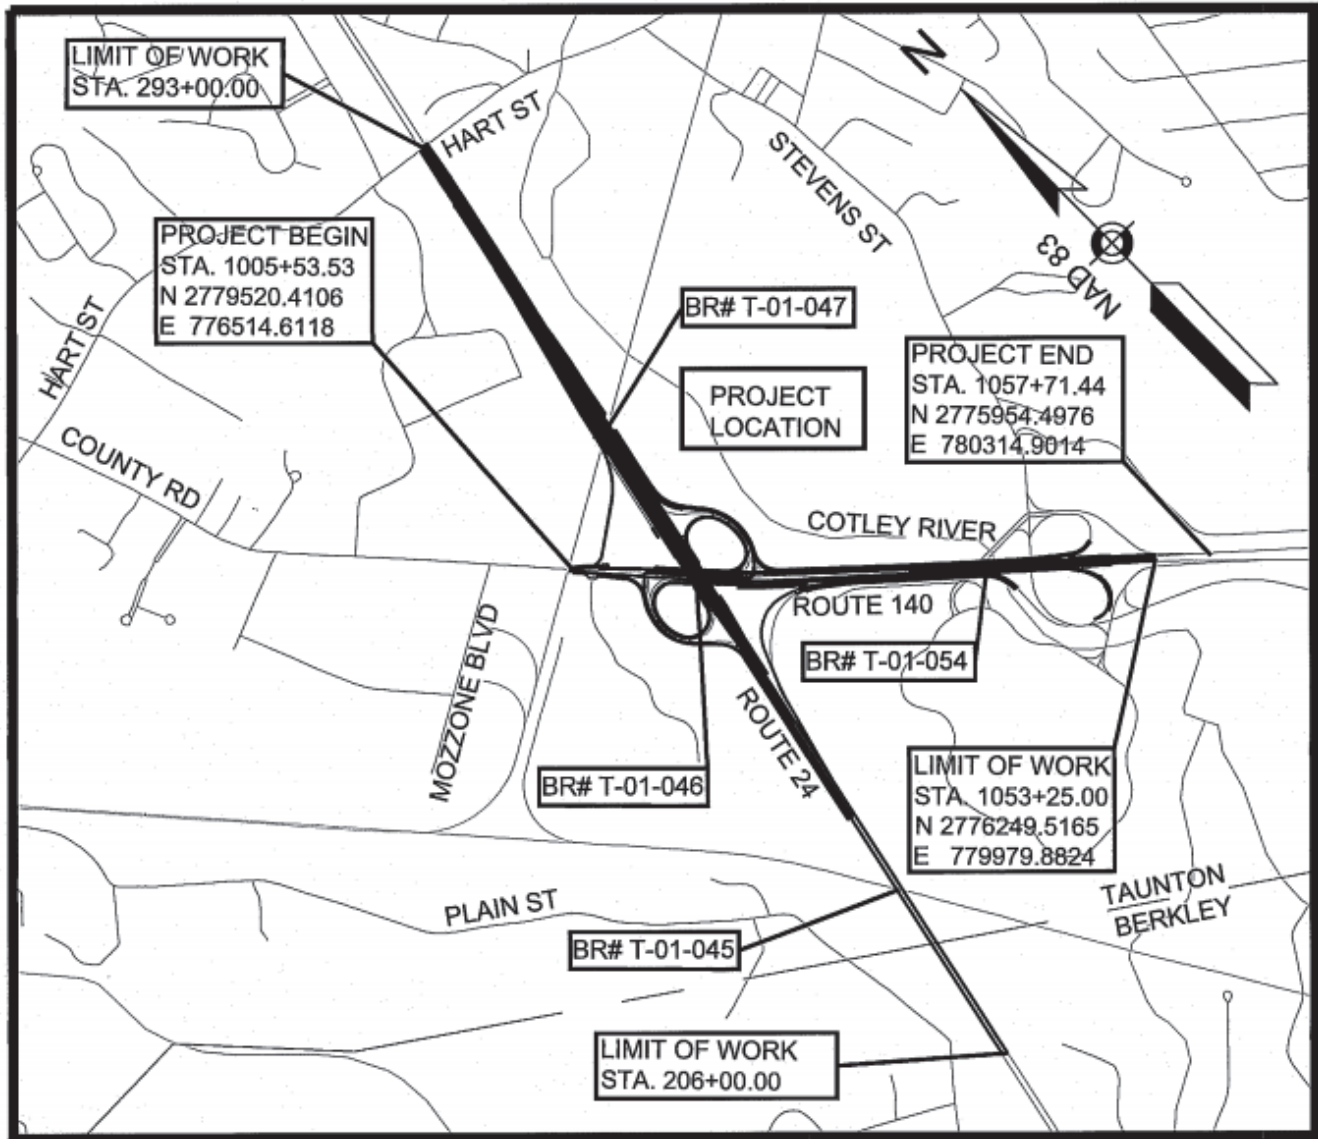 LIMIT OF WORK
STA. 293+00.00
HART ST
N
STEVENS ST
NAD 83
PROJECT BEGIN
STA. 1005+53.53
N 2779520.4106
E 776514.6118
BR# T-01-047
PROJECT
LOCATION
PROJECT END
STA. 1057+71.44
N 2775954.4976
E 780314.9014
HART ST
COUNTY RD
COTLEY RIVER
ROUTE 140
BR# T-01-054
MOZZONE BLVD
ROUTE 24
BR# T-01-046
LIMIT OF WORK
STA. 1053+25.00
N 2776249.5165
E 779979.8824
TAUNTON
BERKLEY
PLAIN ST
BR# T-01-045
LIMIT OF WORK
STA. 206+00.00